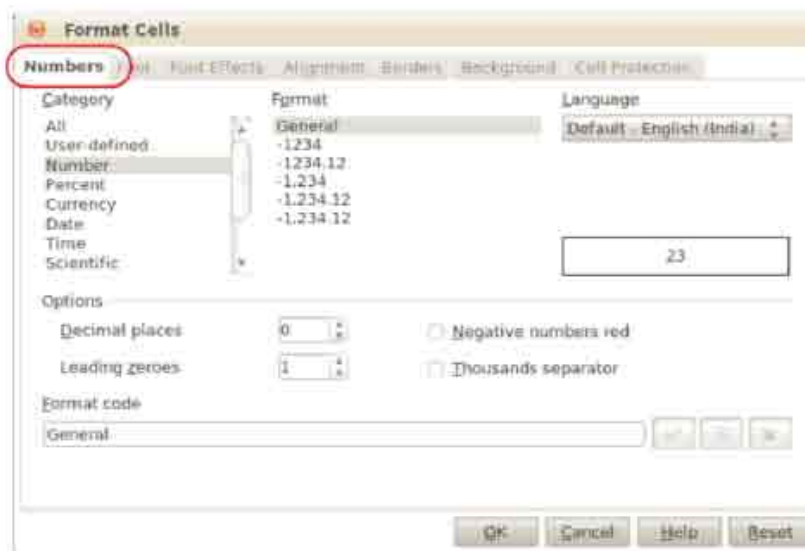 Format Cells
Numbers Font Font Effects Alignment Borders Background Cell Protection
Category
All
User-defined
Number
Percent
Currency
Date
Time
Scientific
Format
General
-1234
-1234.12
-1,234
-1,234.12
-1,234.12
Language
Default - English (India)
23
Options
Decimal places 0
Negative numbers red
Leading zeroes 1
Thousands separator
Format code
General
OK Cancel Help Reset